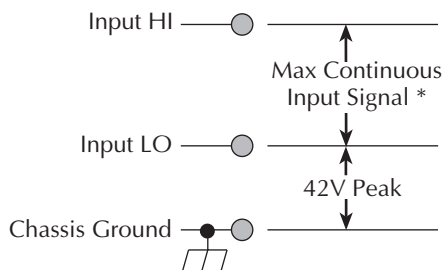 Input HI
Max Continuous
Input Signal *
Input LO
42V Peak
Chassis Ground